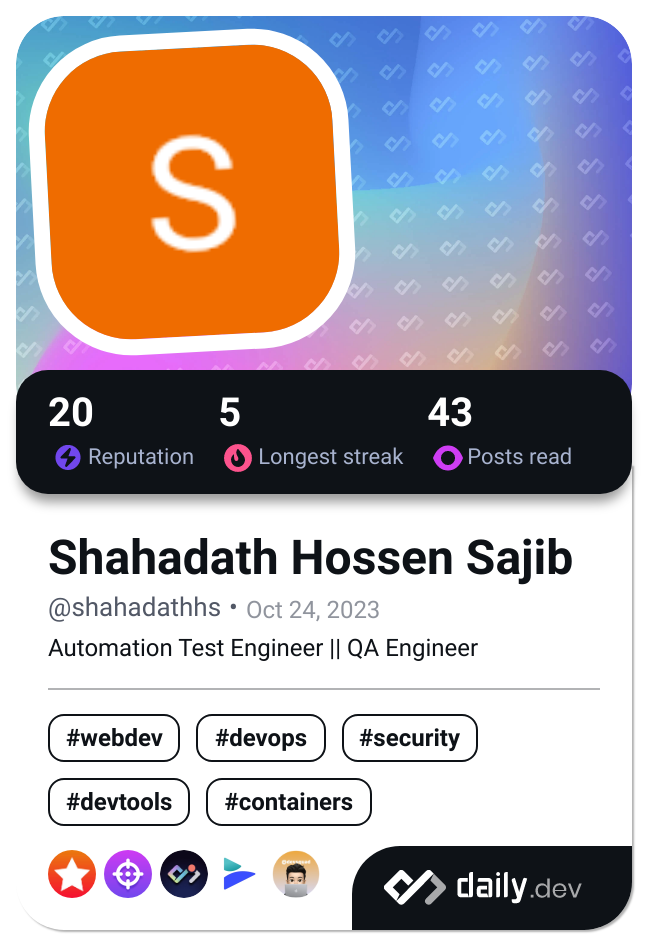 S
20 5 43
Reputation Longest streak Posts read
Shahadath Hossen Sajib
@shahadathhs • Oct 24, 2023
Automation Test Engineer || QA Engineer
#webdev #devops #security
#devtools #containers
daily.dev